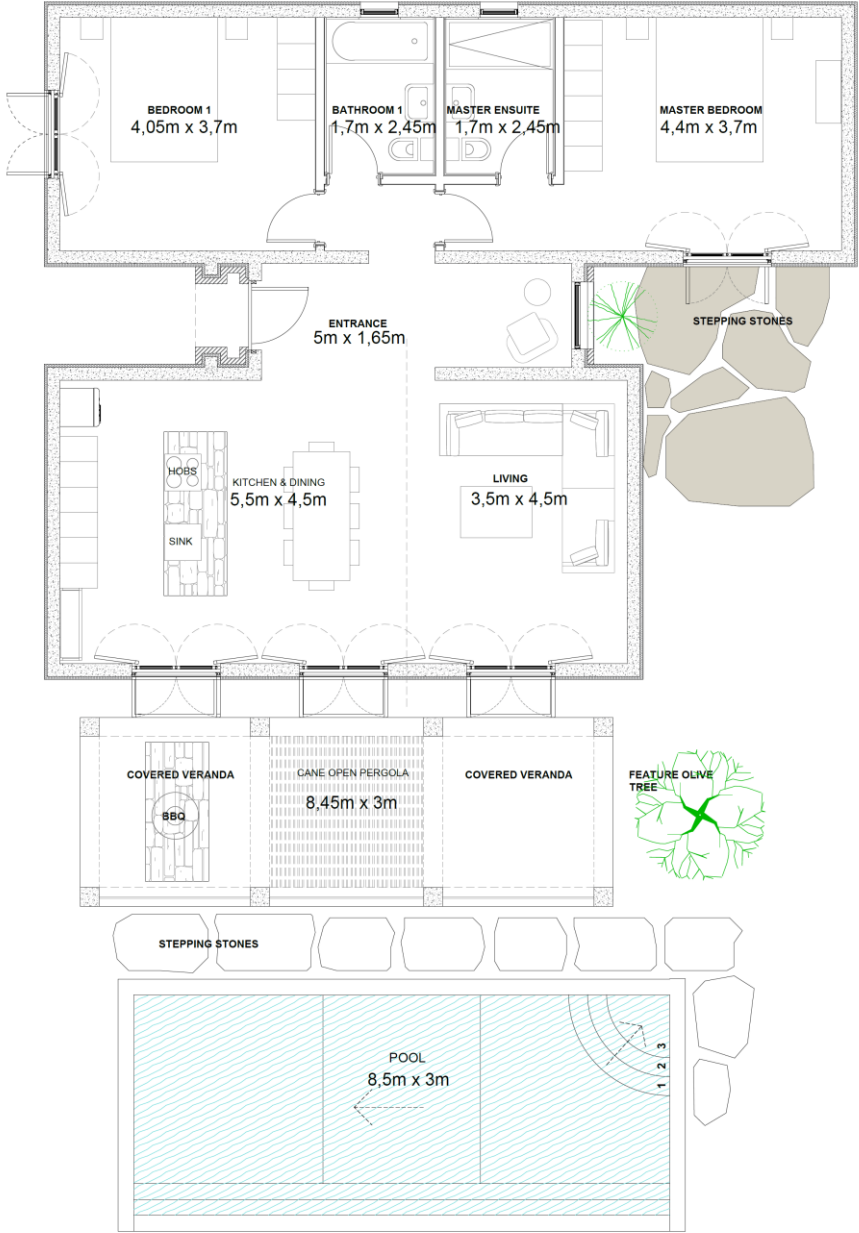 BEDROOM 1
4,05m x 3,7m
BATHROOM 1
1,7m x 2,45m
MASTER ENSUITE
1,7m x 2,45m
MASTER BEDROOM
4,4m x 3,7m
ENTRANCE
5m x 1,65m
STEPPING STONES
HOBS
SINK
KITCHEN & DINING
5,5m x 4,5m
LIVING
3,5m x 4,5m
COVERED VERANDA
BBQ
CANE OPEN PERGOLA
8,45m x 3m
COVERED VERANDA
FEATURE OLIVE
TREE
STEPPING STONES
POOL
8,5m x 3m
1 2 3